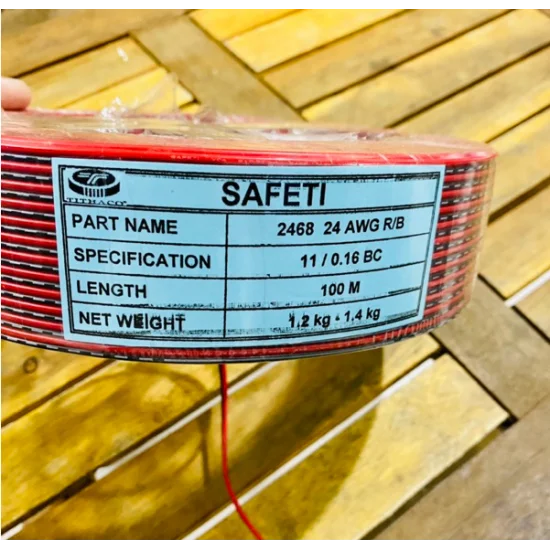 TITHACO
SAFETI
PART NAME 2468 24 AWG R/B
SPECIFICATION 11 / 0.16 BC
LENGTH 100 M
NET WEIGHT 1,2 kg - 1.4 kg